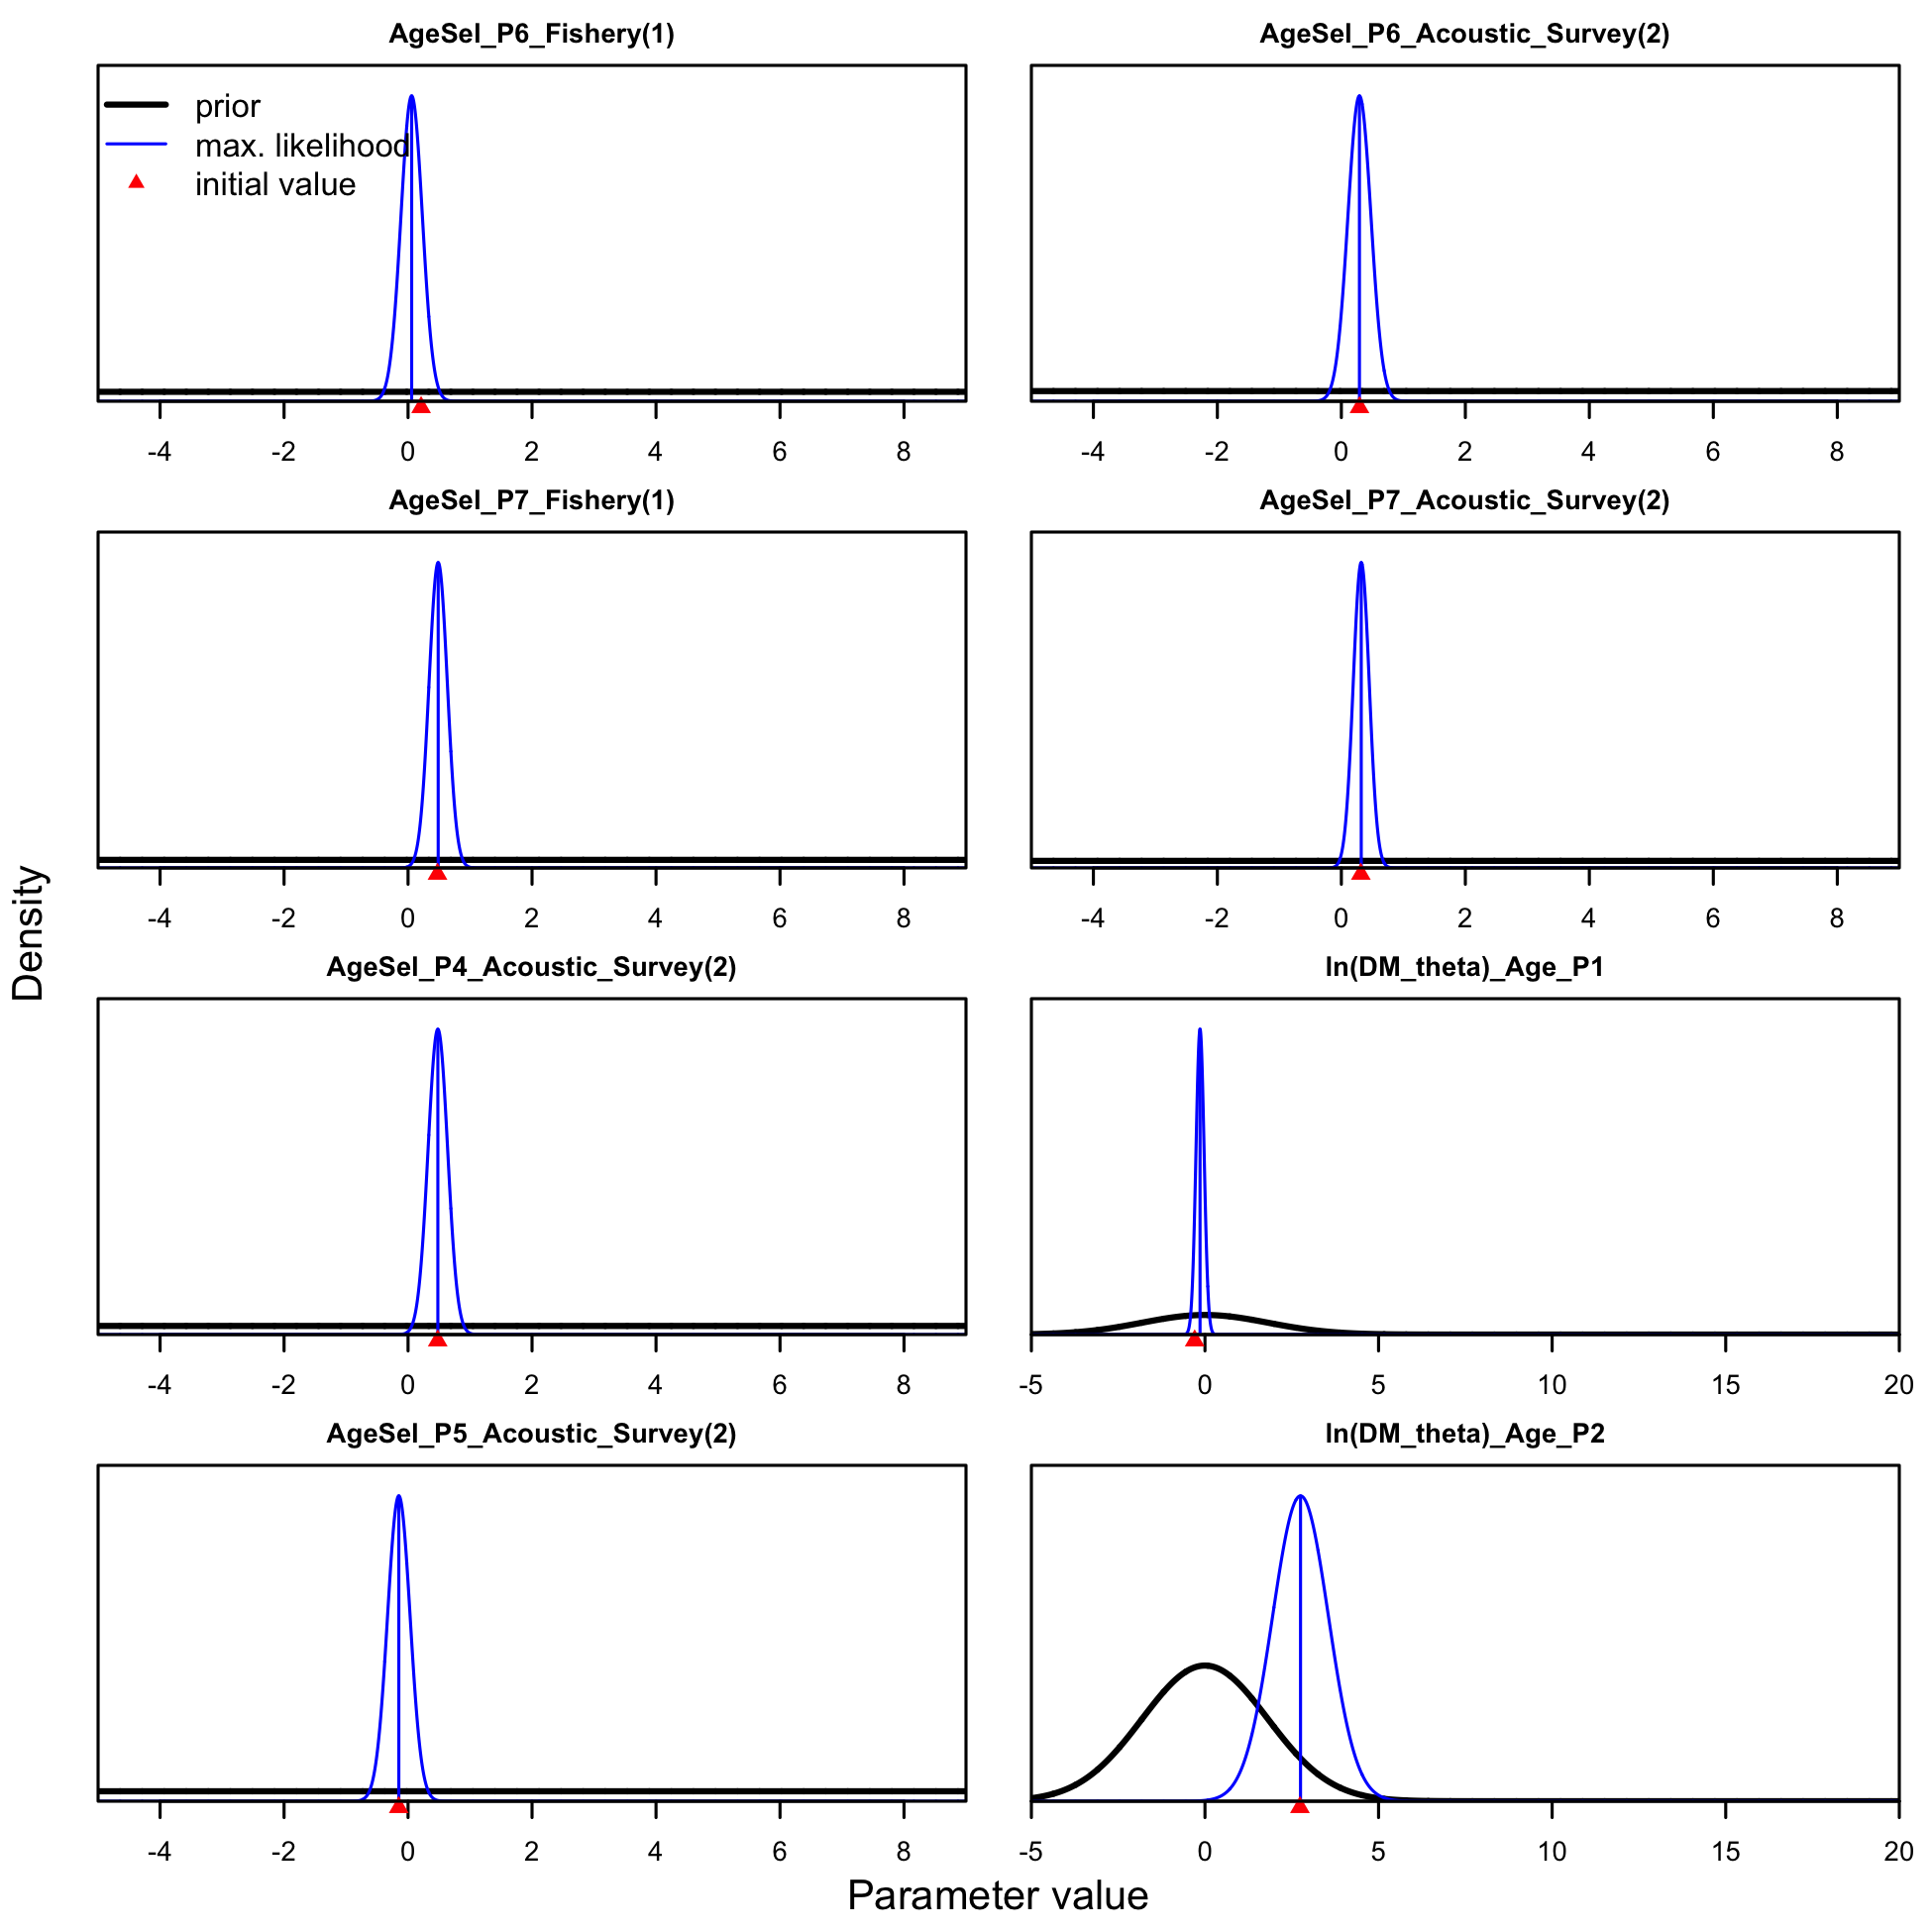 AgeSel_P6_Fishery(1)
prior
max. likelihood
initial value
-4 -2 0 2 4 6 8
AgeSel_P6_Acoustic_Survey(2)
-4 -2 0 2 4 6 8
AgeSel_P7_Fishery(1)
-4 -2 0 2 4 6 8
AgeSel_P7_Acoustic_Survey(2)
-4 -2 0 2 4 6 8
AgeSel_P4_Acoustic_Survey(2)
-4 -2 0 2 4 6 8
ln(DM_theta)_Age_P1
-5 0 5 10 15 20
AgeSel_P5_Acoustic_Survey(2)
-4 -2 0 2 4 6 8
ln(DM_theta)_Age_P2
-5 0 5 10 15 20
Density
Parameter value